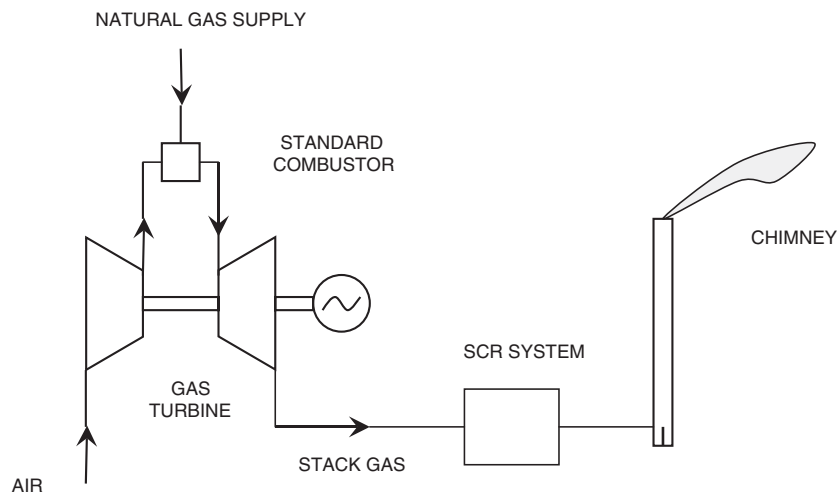 NATURAL GAS SUPPLY
STANDARD
COMBUSTOR
CHIMNEY
SCR SYSTEM
GAS
TURBINE
STACK GAS
AIR